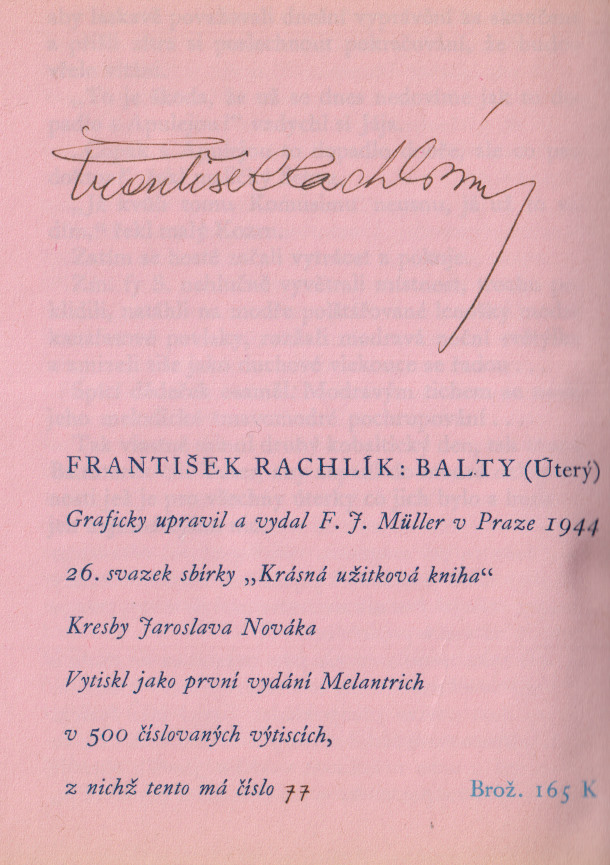 František Rachlík
FRANTIŠEK RACHLÍK: BALTY (Úterý)
Graficky upravil a vydal F. J. Müller v Praze 1944
26. svazek sbírky „Krásná užitková kniha“
Kresby Jaroslava Nováka
Vytiskl jako první vydání Melantrich
v 500 číslovaných výtiscích,
z nichž tento má číslo 77
Brož. 165 K